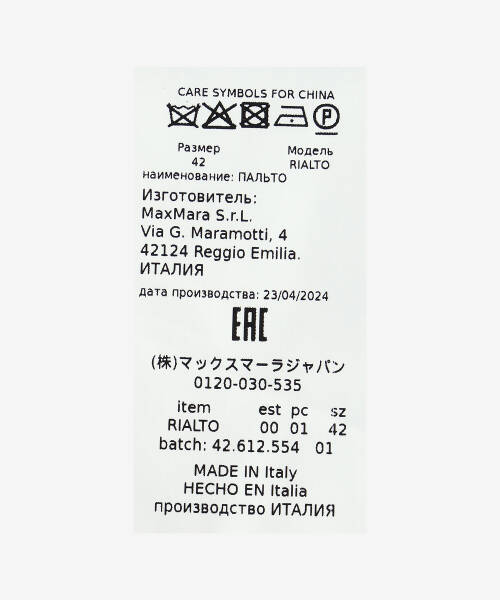 CARE SYMBOLS FOR CHINA
P
Размер Модель
42 RIALTO
наименование: ПАЛЬТО
Изготовитель:
MaxMara S.r.L.
Via G. Maramotti, 4
42124 Reggio Emilia.
ИТАЛИЯ
дата производства: 23/04/2024
EAC
(株)マックスマーラジャパン
0120-030-535
item est pc sz
RIALTO 00 01 42
batch: 42.612.554 01
MADE IN Italy
HECHO EN Italia
производство ИТАЛИЯ